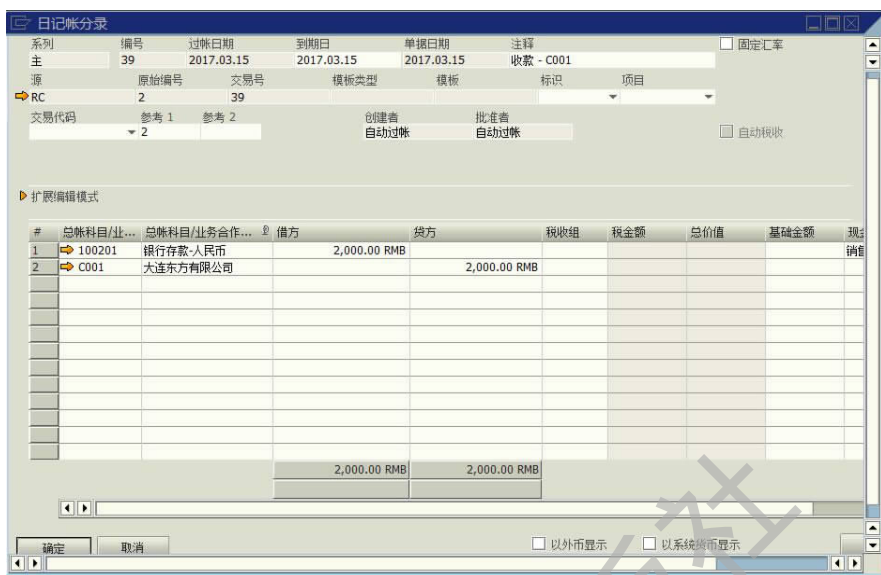 日记帐分录
系列 编号 过帐日期 到期日 单据日期 注释 固定汇率
主 39 2017.03.15 2017.03.15 2017.03.15 收款 - C001
源 原始编号 交易号 模板类型 模板 标识 项目
RC 2 39
交易代码 参考 1 参考 2 创建者 批准者
2 自动过帐 自动过帐 自动税收
扩展编辑模式
# 总帐科目/业... 总帐科目/业务合作... 借方 贷方 税收组 税金额 总价值 基础金额
1 100201 银行存款-人民币 2,000.00 RMB
2 C001 大连东方有限公司 2,000.00 RMB
2,000.00 RMB 2,000.00 RMB
以外币显示 以系统货币显示
确定 取消